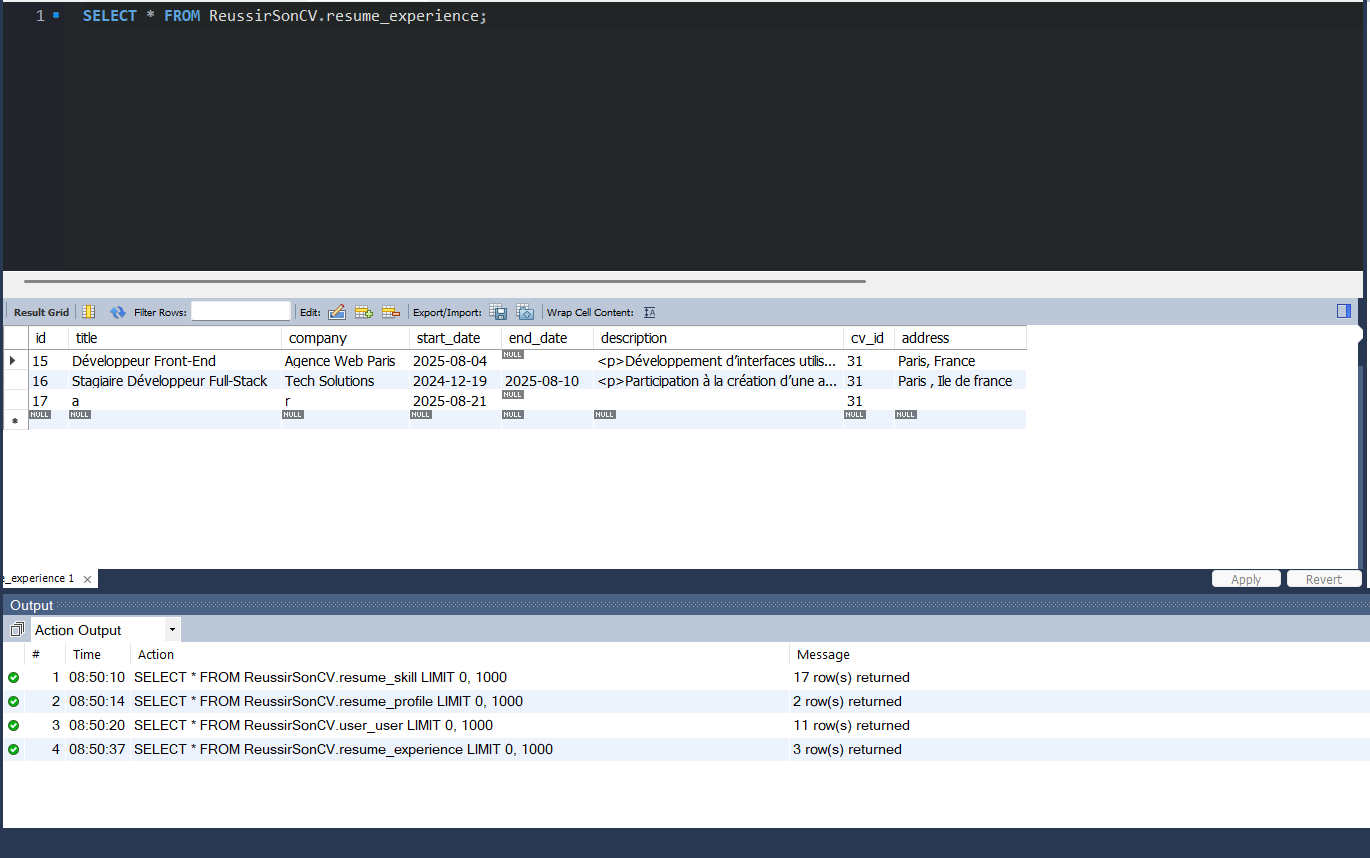 1 SELECT * FROM ReussirSonCV.resume_experience;
Result Grid Filter Rows: Edit: Export/Import: Wrap Cell Content:
id title company start_date end_date description cv_id address
15 Développeur Front-End Agence Web Paris 2025-08-04 NULL <p>Développement d’interfaces utilis... 31 Paris, France
16 Stagiaire Développeur Full-Stack Tech Solutions 2024-12-19 2025-08-10 <p>Participation à la création d’une a... 31 Paris , Ile de france
17 a r 2025-08-21 NULL 31
NULL NULL NULL NULL NULL NULL NULL NULL
e_experience 1
Apply Revert
Output
Action Output
# Time Action Message
1 08:50:10 SELECT * FROM ReussirSonCV.resume_skill LIMIT 0, 1000 17 row(s) returned
2 08:50:14 SELECT * FROM ReussirSonCV.resume_profile LIMIT 0, 1000 2 row(s) returned
3 08:50:20 SELECT * FROM ReussirSonCV.user_user LIMIT 0, 1000 11 row(s) returned
4 08:50:37 SELECT * FROM ReussirSonCV.resume_experience LIMIT 0, 1000 3 row(s) returned